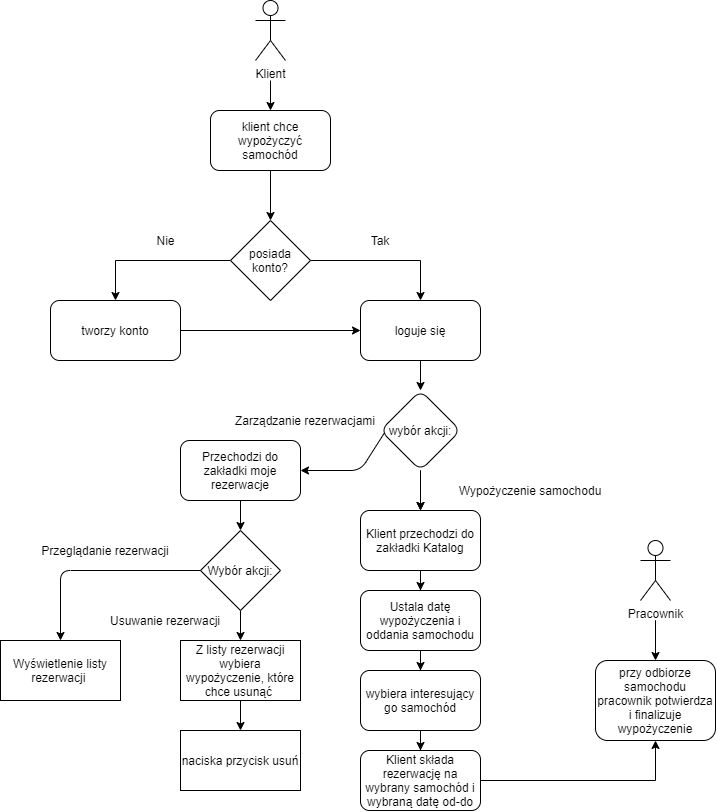 Klient
klient chce
wypożyczyć
samochód
Nie
Tak
posiada
konto?
tworzy konto
loguje się
Zarządzanie rezerwacjami
wybór akcji:
Przechodzi do
zakładki moje
rezerwacje
Wypożyczenie samochodu
Klient przechodzi do
zakładki Katalog
Przeglądanie rezerwacji
Wybór akcji:
Usuwanie rezerwacji
Ustala datę
wypożyczenia i
oddania samochodu
Pracownik
Wyświetlenie listy
rezerwacji
Z listy rezerwacji
wybiera
wypożyczenie, które
chce usunąć
wybiera interesujący
go samochód
przy odbiorze
samochodu
pracownik potwierdza
i finalizuje
wypożyczenie
naciska przycisk usuń
Klient składa
rezerwację na
wybrany samochód i
wybraną datę od-do